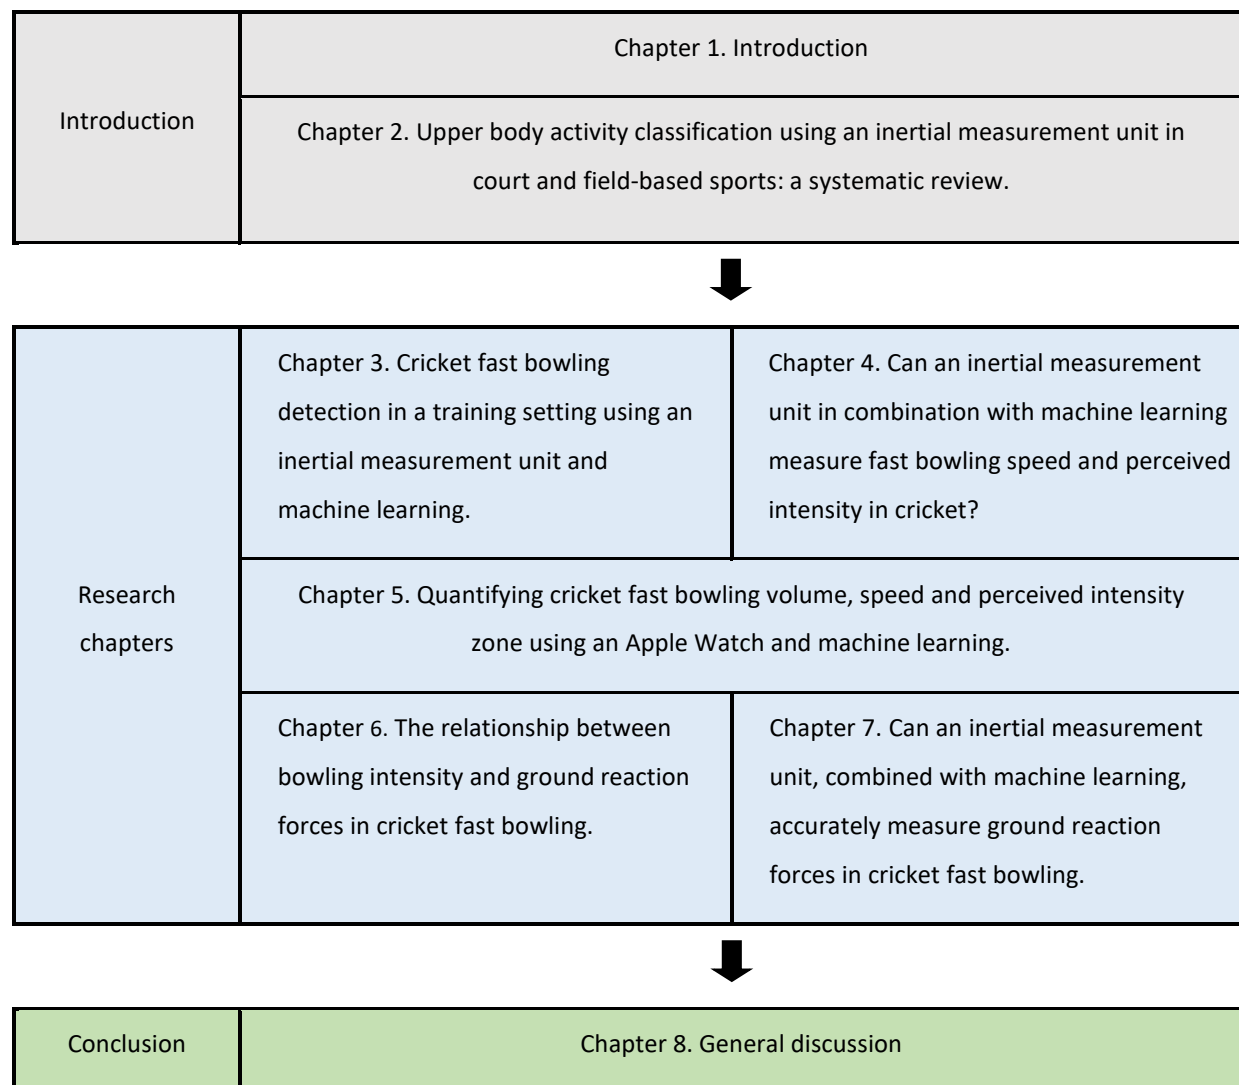 Introduction
Chapter 1. Introduction
Chapter 2. Upper body activity classification using an inertial measurement unit in
court and field-based sports: a systematic review.
Research
chapters
Chapter 3. Cricket fast bowling
detection in a training setting using an
inertial measurement unit and
machine learning.
Chapter 4. Can an inertial measurement
unit in combination with machine learning
measure fast bowling speed and perceived
intensity in cricket?
Chapter 5. Quantifying cricket fast bowling volume, speed and perceived intensity
zone using an Apple Watch and machine learning.
Chapter 6. The relationship between
bowling intensity and ground reaction
forces in cricket fast bowling.
Chapter 7. Can an inertial measurement
unit, combined with machine learning,
accurately measure ground reaction
forces in cricket fast bowling.
Conclusion
Chapter 8. General discussion